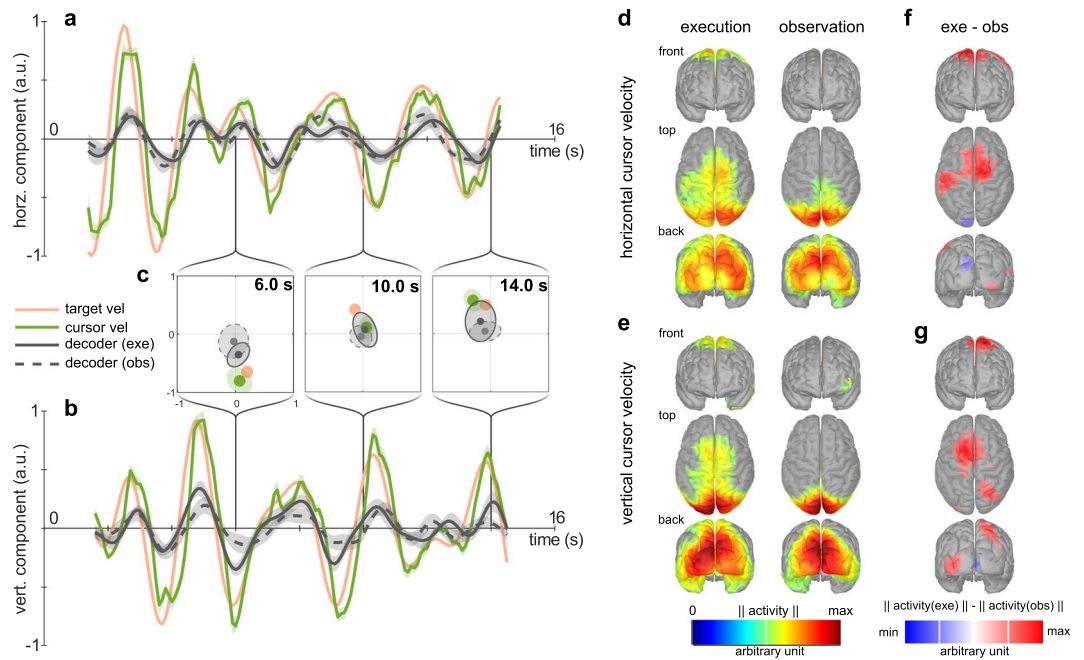 a
1
horz. component (a.u.)
0
16
time (s)
-1
c
1
0
-1
-1
0
1
6.0 s
10.0 s
14.0 s
target vel
cursor vel
decoder (exe)
decoder (obs)
b
1
vert. component (a.u.)
0
16
time (s)
-1
d
execution
observation
horizontal cursor velocity
front
top
back
f
exe - obs
e
vertical cursor velocity
front
top
back
g
0
|| activity ||
max
arbitrary unit
|| activity(exe) || - || activity(obs) ||
min
max
arbitrary unit